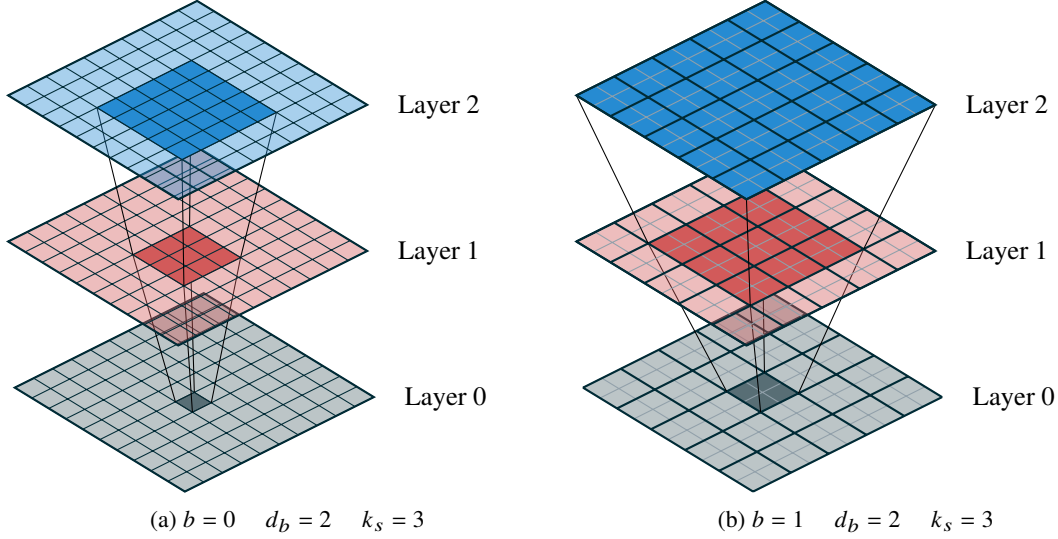 Layer 2
Layer 1
Layer 0
(a) b = 0 d_b = 2 k_s = 3
Layer 2
Layer 1
Layer 0
(b) b = 1 d_b = 2 k_s = 3